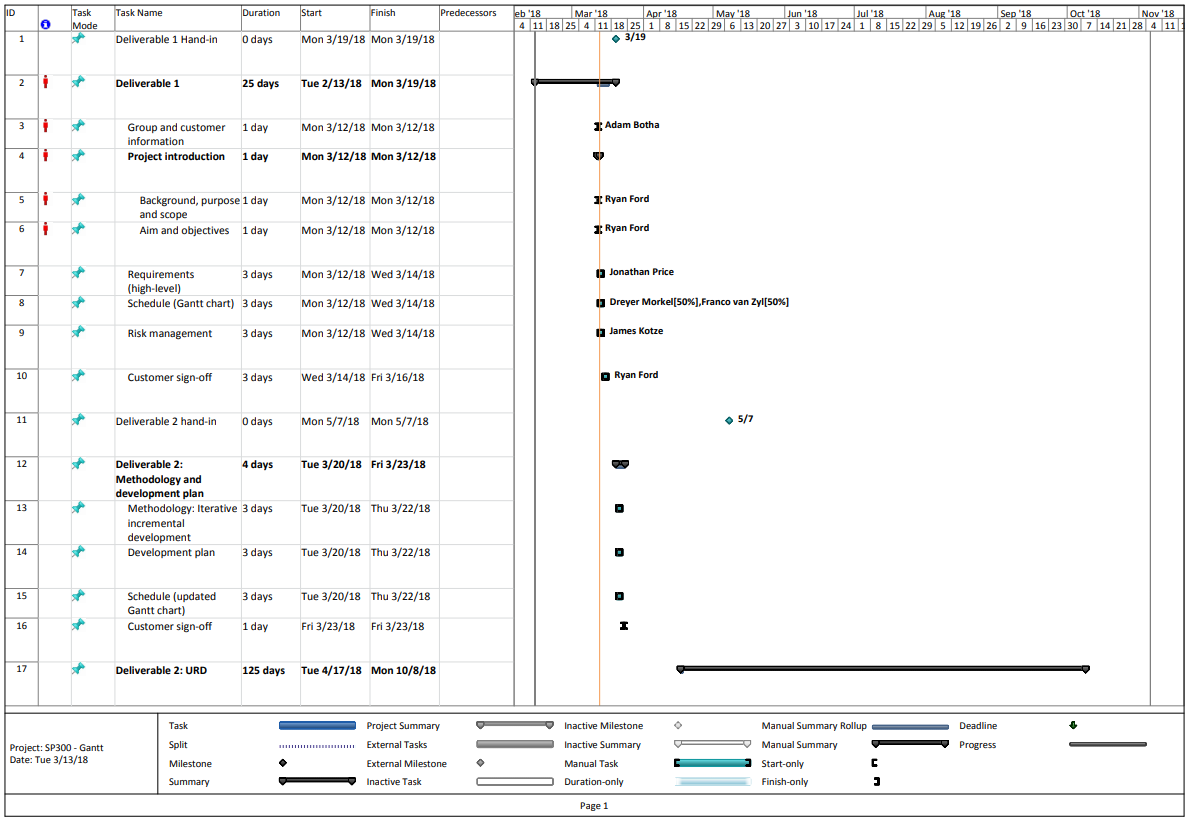 ID Task Mode Task Name Duration Start Finish Predecessors eb '18 Mar '18 Apr '18 May '18 Jun '18 Jul '18 Aug '18 Sep '18 Oct '18 Nov '18
4 11 18 25 4 11 18 25 1 8 15 22 29 6 13 20 27 3 10 17 24 1 8 15 22 29 5 12 19 26 2 9 16 23 30 7 14 21 28 4 11
1 Deliverable 1 Hand-in 0 days Mon 3/19/18 Mon 3/19/18 3/19
2 Deliverable 1 25 days Tue 2/13/18 Mon 3/19/18
3 Group and customer information 1 day Mon 3/12/18 Mon 3/12/18 Adam Botha
4 Project introduction 1 day Mon 3/12/18 Mon 3/12/18
5 Background, purpose and scope 1 day Mon 3/12/18 Mon 3/12/18 Ryan Ford
6 Aim and objectives 1 day Mon 3/12/18 Mon 3/12/18 Ryan Ford
7 Requirements (high-level) 3 days Mon 3/12/18 Wed 3/14/18 Jonathan Price
8 Schedule (Gantt chart) 3 days Mon 3/12/18 Wed 3/14/18 Dreyer Morkel[50%],Franco van Zyl[50%]
9 Risk management 3 days Mon 3/12/18 Wed 3/14/18 James Kotze
10 Customer sign-off 3 days Wed 3/14/18 Fri 3/16/18 Ryan Ford
11 Deliverable 2 hand-in 0 days Mon 5/7/18 Mon 5/7/18 5/7
12 Deliverable 2: Methodology and development plan 4 days Tue 3/20/18 Fri 3/23/18
13 Methodology: Iterative incremental development 3 days Tue 3/20/18 Thu 3/22/18
14 Development plan 3 days Tue 3/20/18 Thu 3/22/18
15 Schedule (updated Gantt chart) 3 days Tue 3/20/18 Thu 3/22/18
16 Customer sign-off 1 day Fri 3/23/18 Fri 3/23/18
17 Deliverable 2: URD 125 days Tue 4/17/18 Mon 10/8/18
Project: SP300 - Gantt
Date: Tue 3/13/18
Task Project Summary Inactive Milestone Manual Summary Rollup Deadline
Split External Tasks Inactive Summary Manual Summary Progress
Milestone External Milestone Manual Task Start-only
Summary Inactive Task Duration-only Finish-only
Page 1